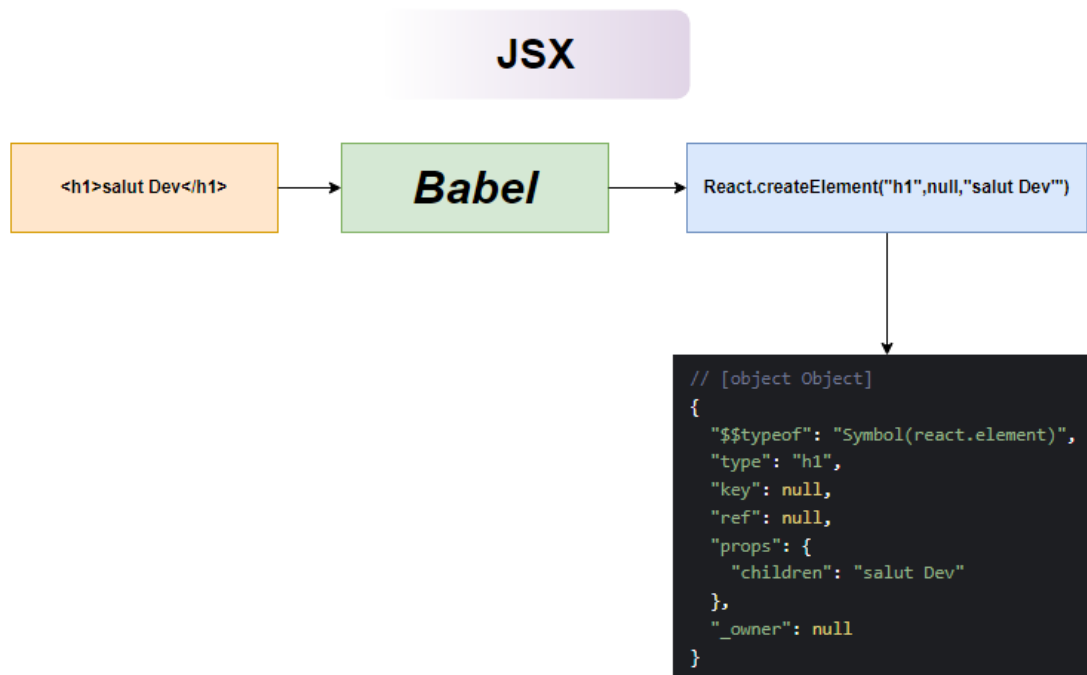 JSX
<h1>salut Dev</h1>
Babel
React.createElement("h1",null,"salut Dev'")
// [object Object]
{
"$$typeof": "Symbol(react.element)",
"type": "h1",
"key": null,
"ref": null,
"props": {
"children": "salut Dev"
},
"_owner": null
}